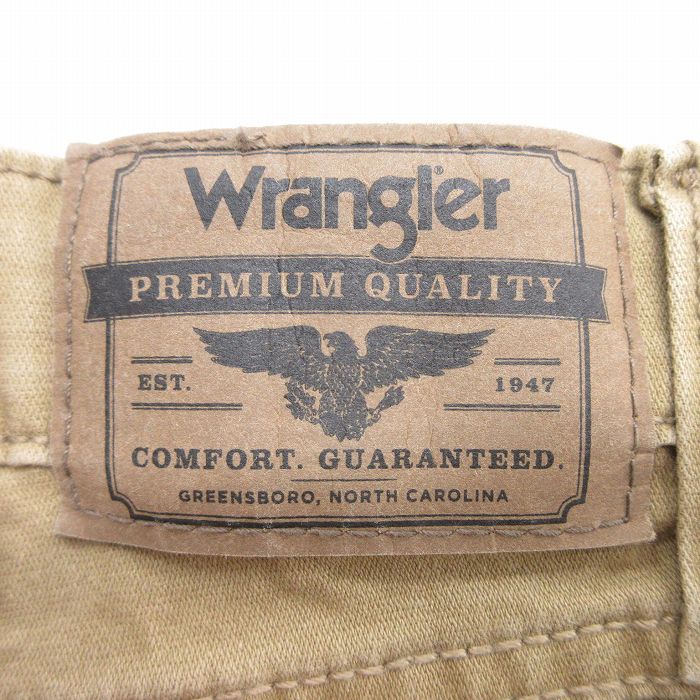 Wrangler®
PREMIUM QUALITY
EST. 1947
COMFORT. GUARANTEED.
GREENSBORO, NORTH CAROLINA